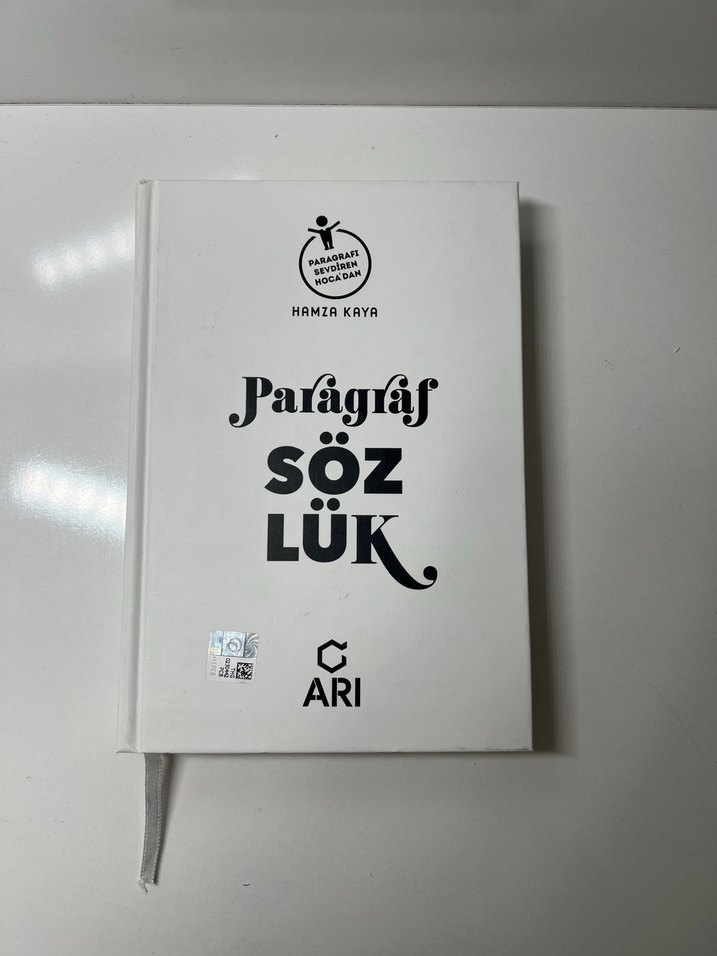 PARAGRAFI
SEVDİREN
HOCA'DAN
HAMZA KAYA
Paragraf
SÖZ
LÜK
ARI